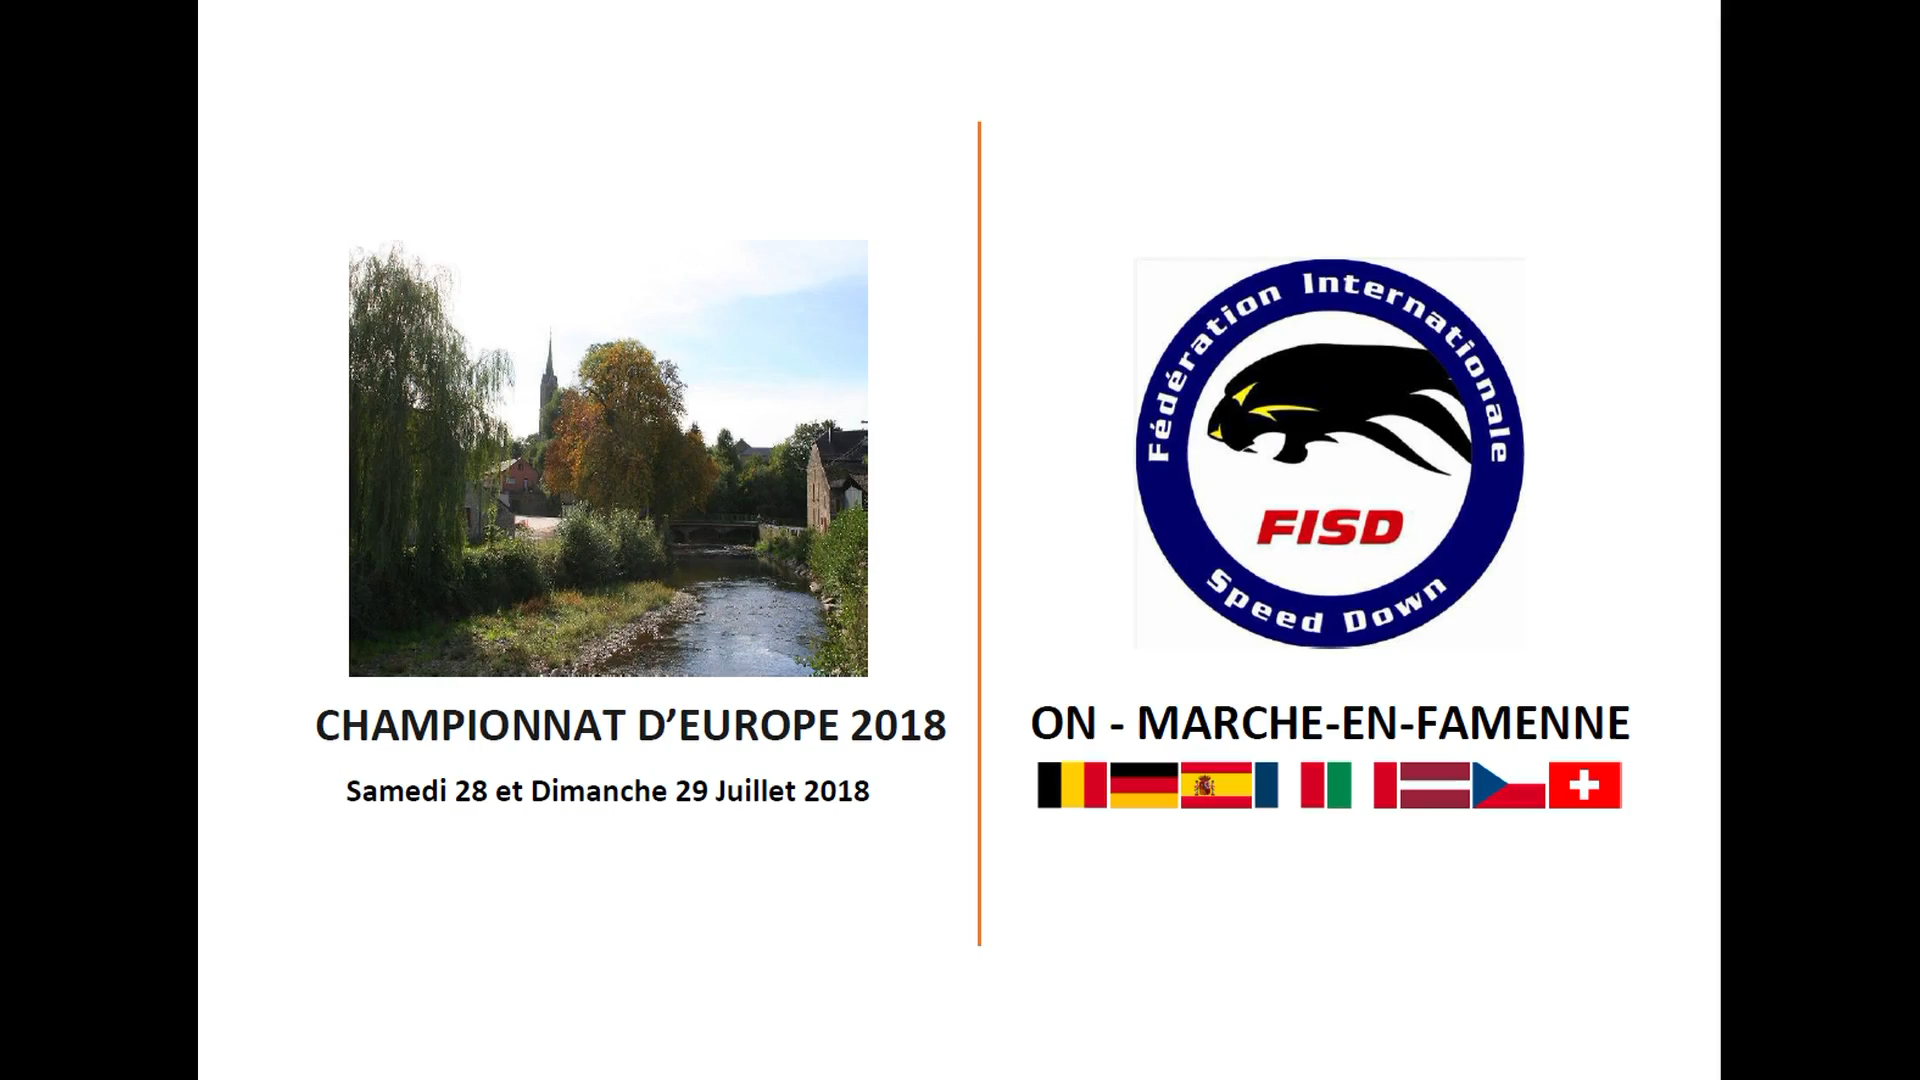 CHAMPIONNAT D’EUROPE 2018
Samedi 28 et Dimanche 29 Juillet 2018
Fédération Internationale
FISD
Speed Down
ON - MARCHE-EN-FAMENNE